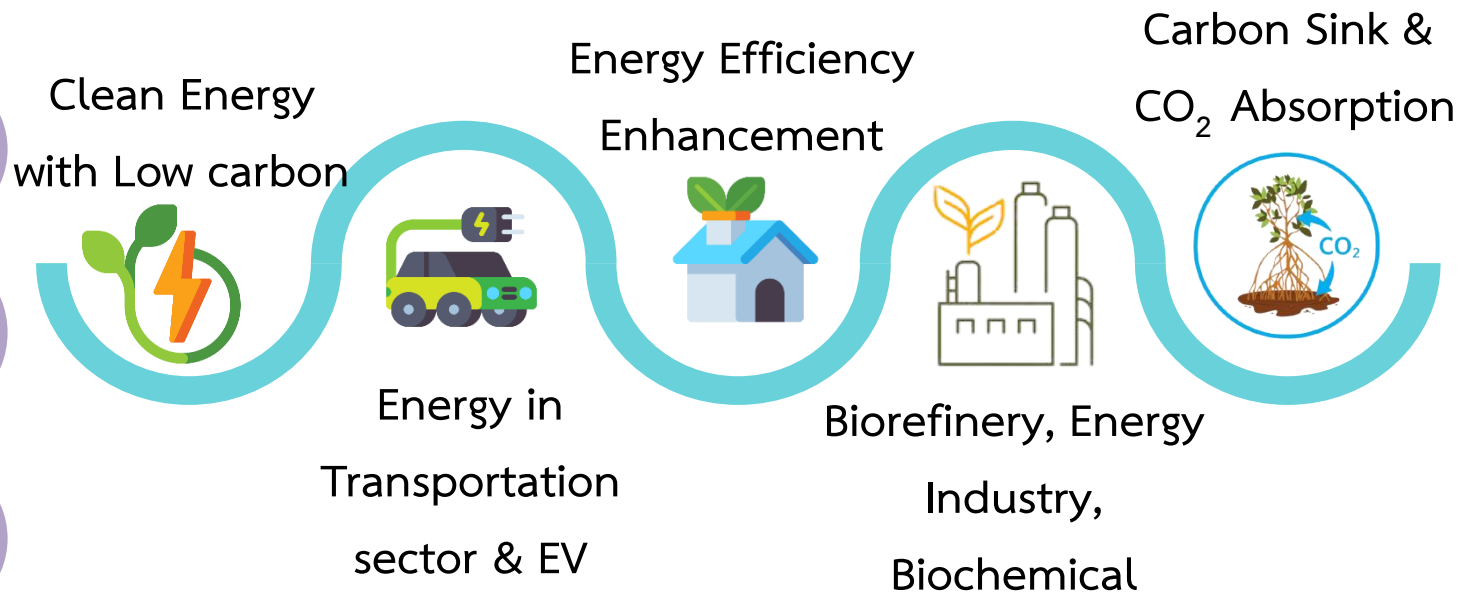 Clean Energy
with Low carbon
Energy in
Transportation
sector & EV
Energy Efficiency
Enhancement
Biorefinery, Energy
Industry,
Biochemical
Carbon Sink &
CO₂ Absorption
CO₂